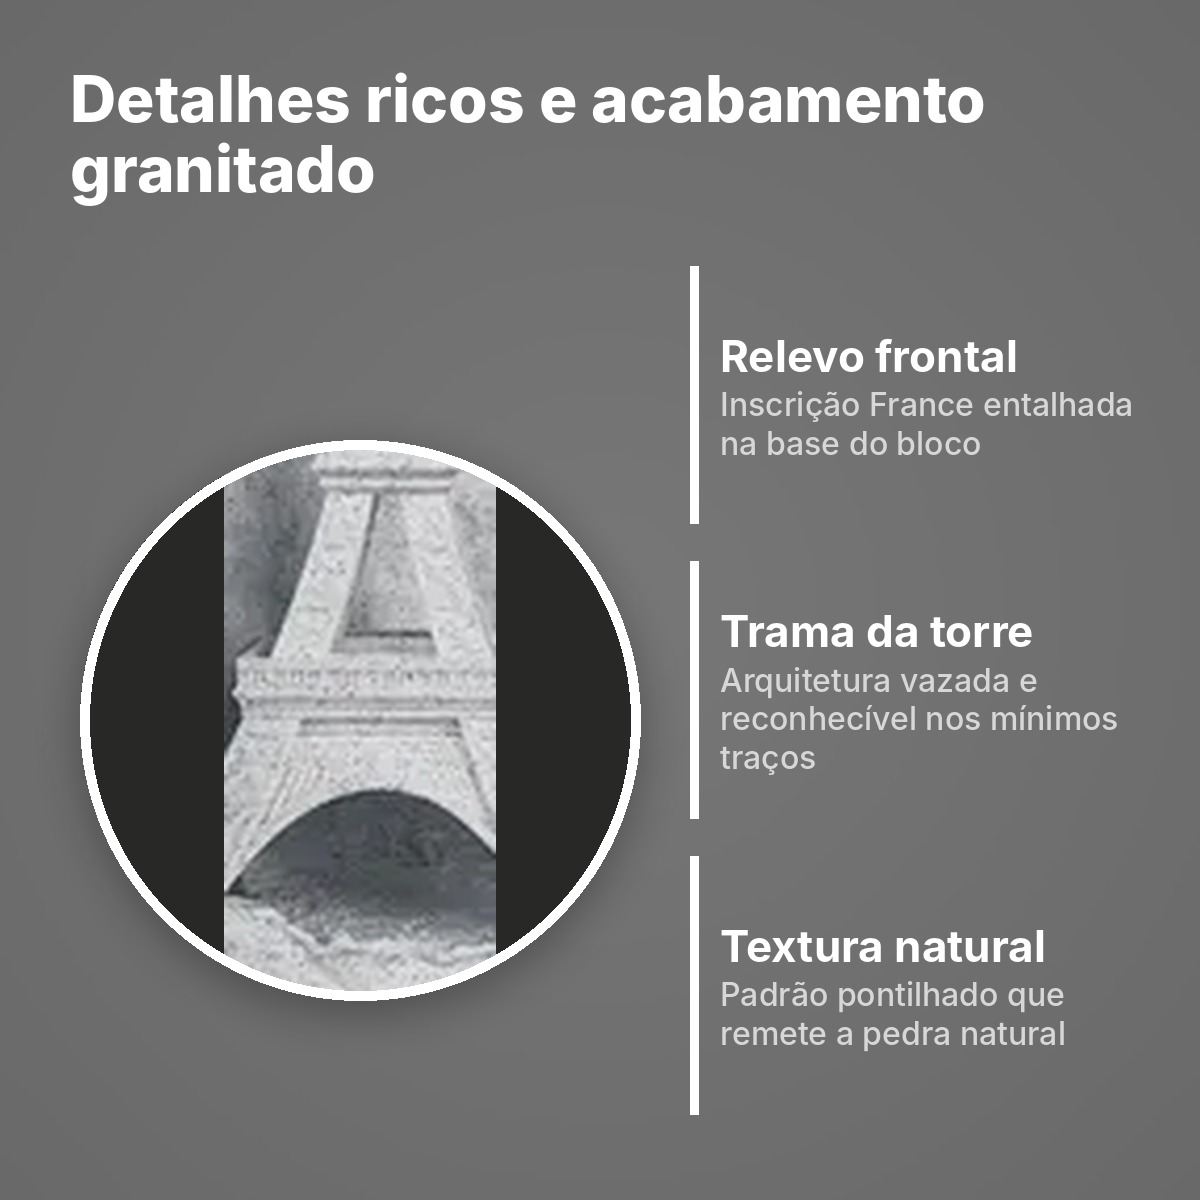 Detalhes ricos e acabamento
granitado
Relevo frontal
Inscrição France entalhada
na base do bloco
Trama da torre
Arquitetura vazada e
reconhecível nos mínimos
traços
Textura natural
Padrão pontilhado que
remete a pedra natural